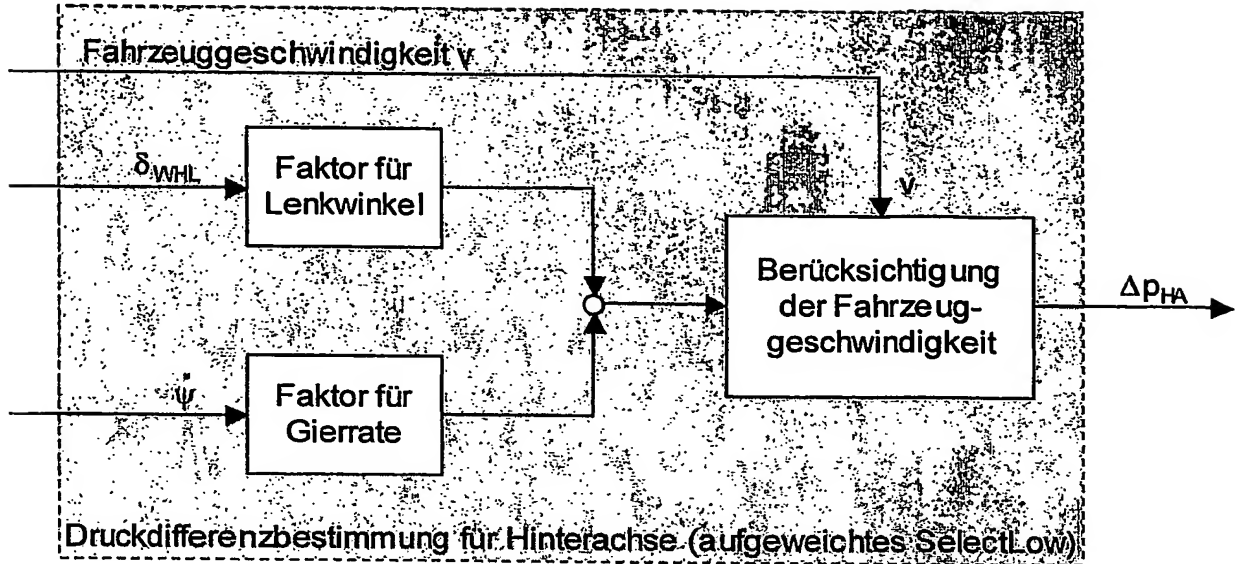 Fahrzeuggeschwindigkeit v
δWHL
Faktor für
Lenkwinkel
v
Berücksichtigung
der Fahrzeug-
geschwindigkeit
ΔpHA
ψ̇
Faktor für
Gierrate
Druckdifferenzbestimmung für Hinterachse (aufgeweichtes SelectLow)